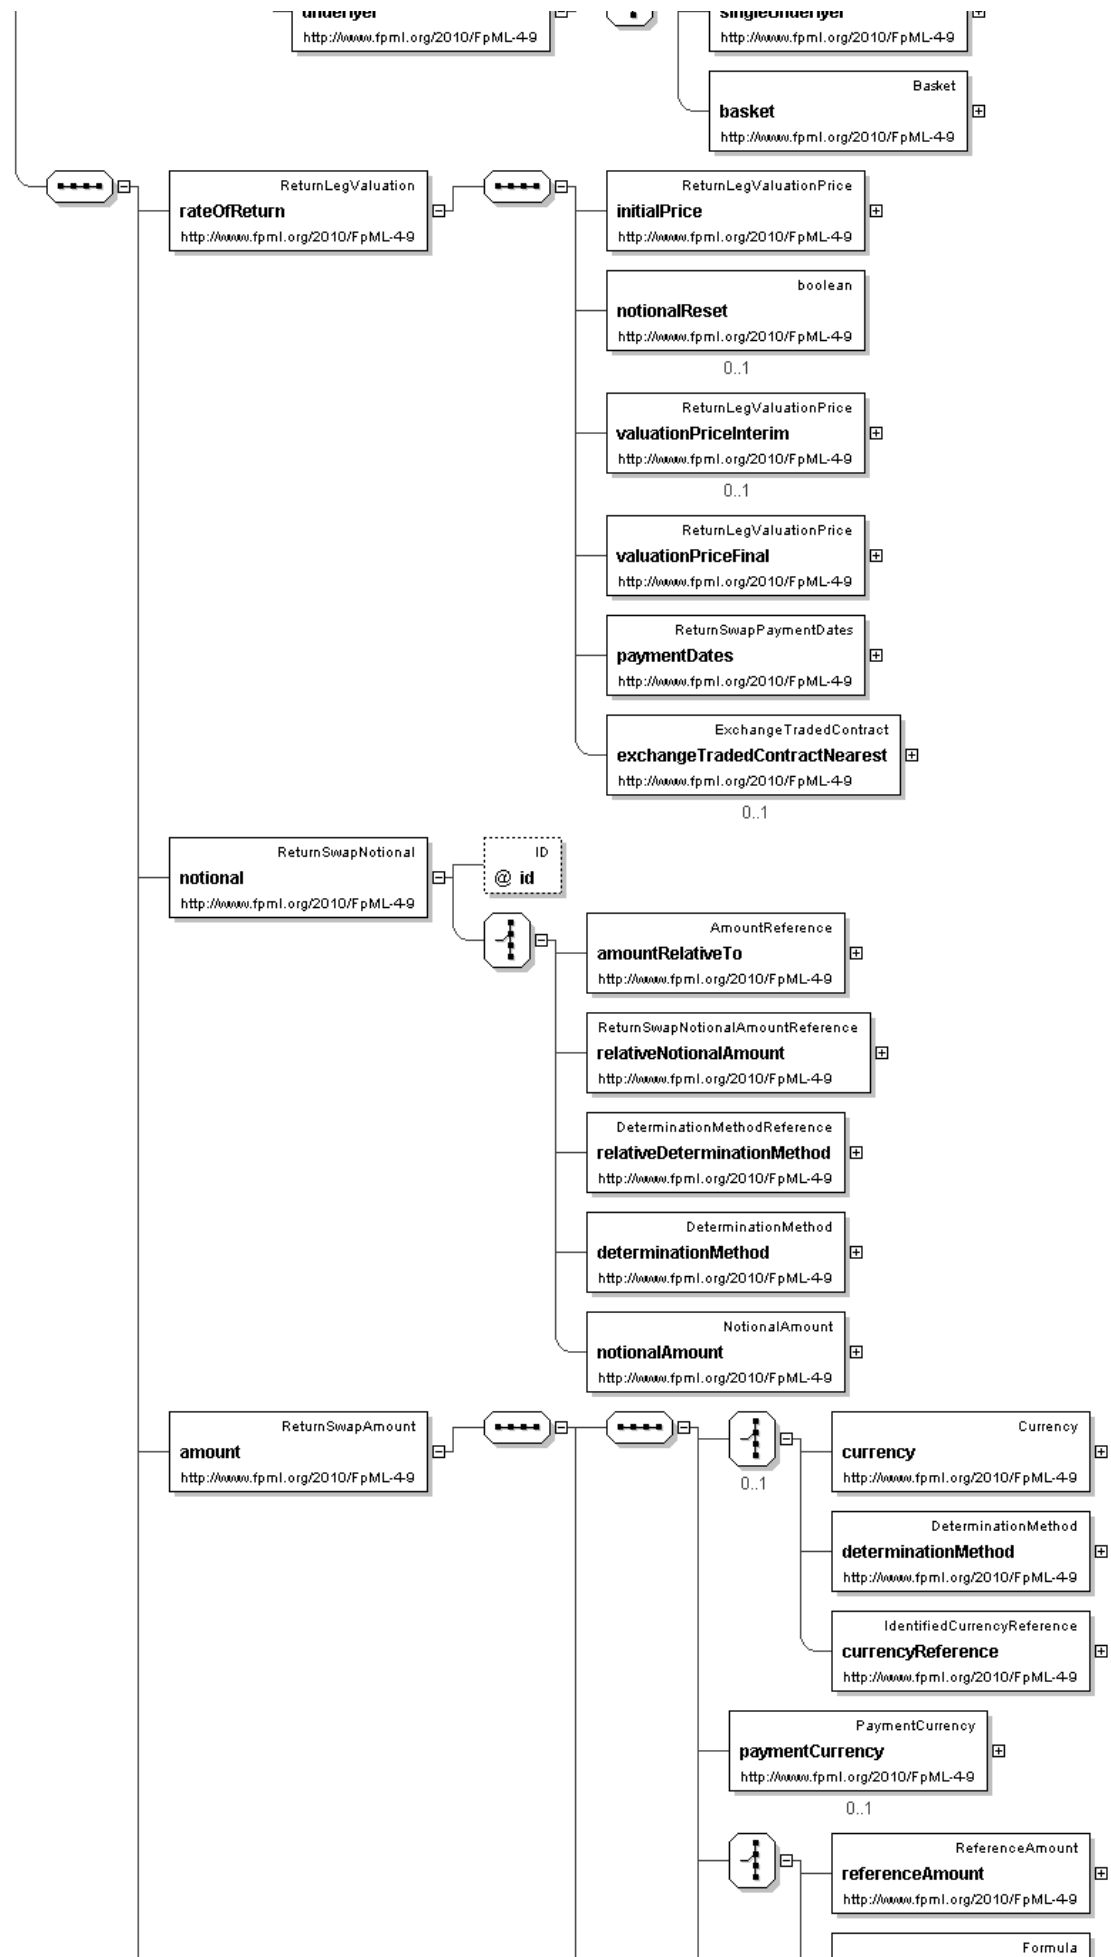 underlyer
singleUnderlyer
http://www.fpml.org/2010/FpML-4-9
http://www.fpml.org/2010/FpML-4-9
Basket
basket
http://www.fpml.org/2010/FpML-4-9
ReturnLegValuation
rateOfReturn
http://www.fpml.org/2010/FpML-4-9
ReturnLegValuationPrice
initialPrice
http://www.fpml.org/2010/FpML-4-9
boolean
notionalReset
http://www.fpml.org/2010/FpML-4-9
0..1
ReturnLegValuationPrice
valuationPriceInterim
http://www.fpml.org/2010/FpML-4-9
0..1
ReturnLegValuationPrice
valuationPriceFinal
http://www.fpml.org/2010/FpML-4-9
ReturnSwapPaymentDates
paymentDates
http://www.fpml.org/2010/FpML-4-9
ExchangeTradedContract
exchangeTradedContractNearest
http://www.fpml.org/2010/FpML-4-9
0..1
ReturnSwapNotional
notional
http://www.fpml.org/2010/FpML-4-9
ID
@ id
AmountReference
amountRelativeTo
http://www.fpml.org/2010/FpML-4-9
ReturnSwapNotionalAmountReference
relativeNotionalAmount
http://www.fpml.org/2010/FpML-4-9
DeterminationMethodReference
relativeDeterminationMethod
http://www.fpml.org/2010/FpML-4-9
DeterminationMethod
determinationMethod
http://www.fpml.org/2010/FpML-4-9
NotionalAmount
notionalAmount
http://www.fpml.org/2010/FpML-4-9
ReturnSwapAmount
amount
http://www.fpml.org/2010/FpML-4-9
0..1
Currency
currency
http://www.fpml.org/2010/FpML-4-9
DeterminationMethod
determinationMethod
http://www.fpml.org/2010/FpML-4-9
IdentifiedCurrencyReference
currencyReference
http://www.fpml.org/2010/FpML-4-9
PaymentCurrency
paymentCurrency
http://www.fpml.org/2010/FpML-4-9
0..1
ReferenceAmount
referenceAmount
http://www.fpml.org/2010/FpML-4-9
Formula